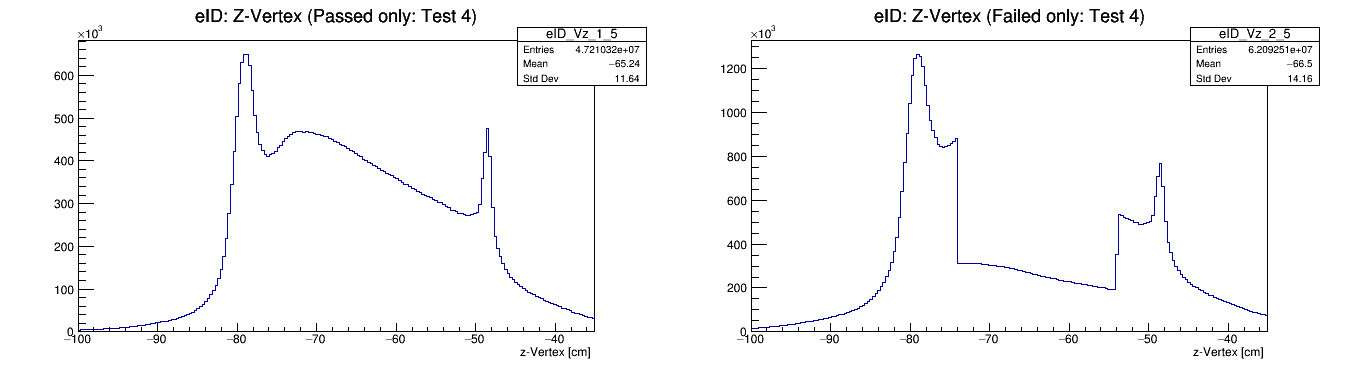 eID: Z-Vertex (Passed only: Test 4)
×10³
eID_Vz_1_5
Entries 4.721032e+07
Mean −65.24
Std Dev 11.64
600
500
400
300
200
100
0
−100 −90 −80 −70 −60 −50 −40
z-Vertex [cm]
eID: Z-Vertex (Failed only: Test 4)
×10³
eID_Vz_2_5
Entries 6.209251e+07
Mean −66.5
Std Dev 14.16
1200
1000
800
600
400
200
0
−100 −90 −80 −70 −60 −50 −40
z-Vertex [cm]